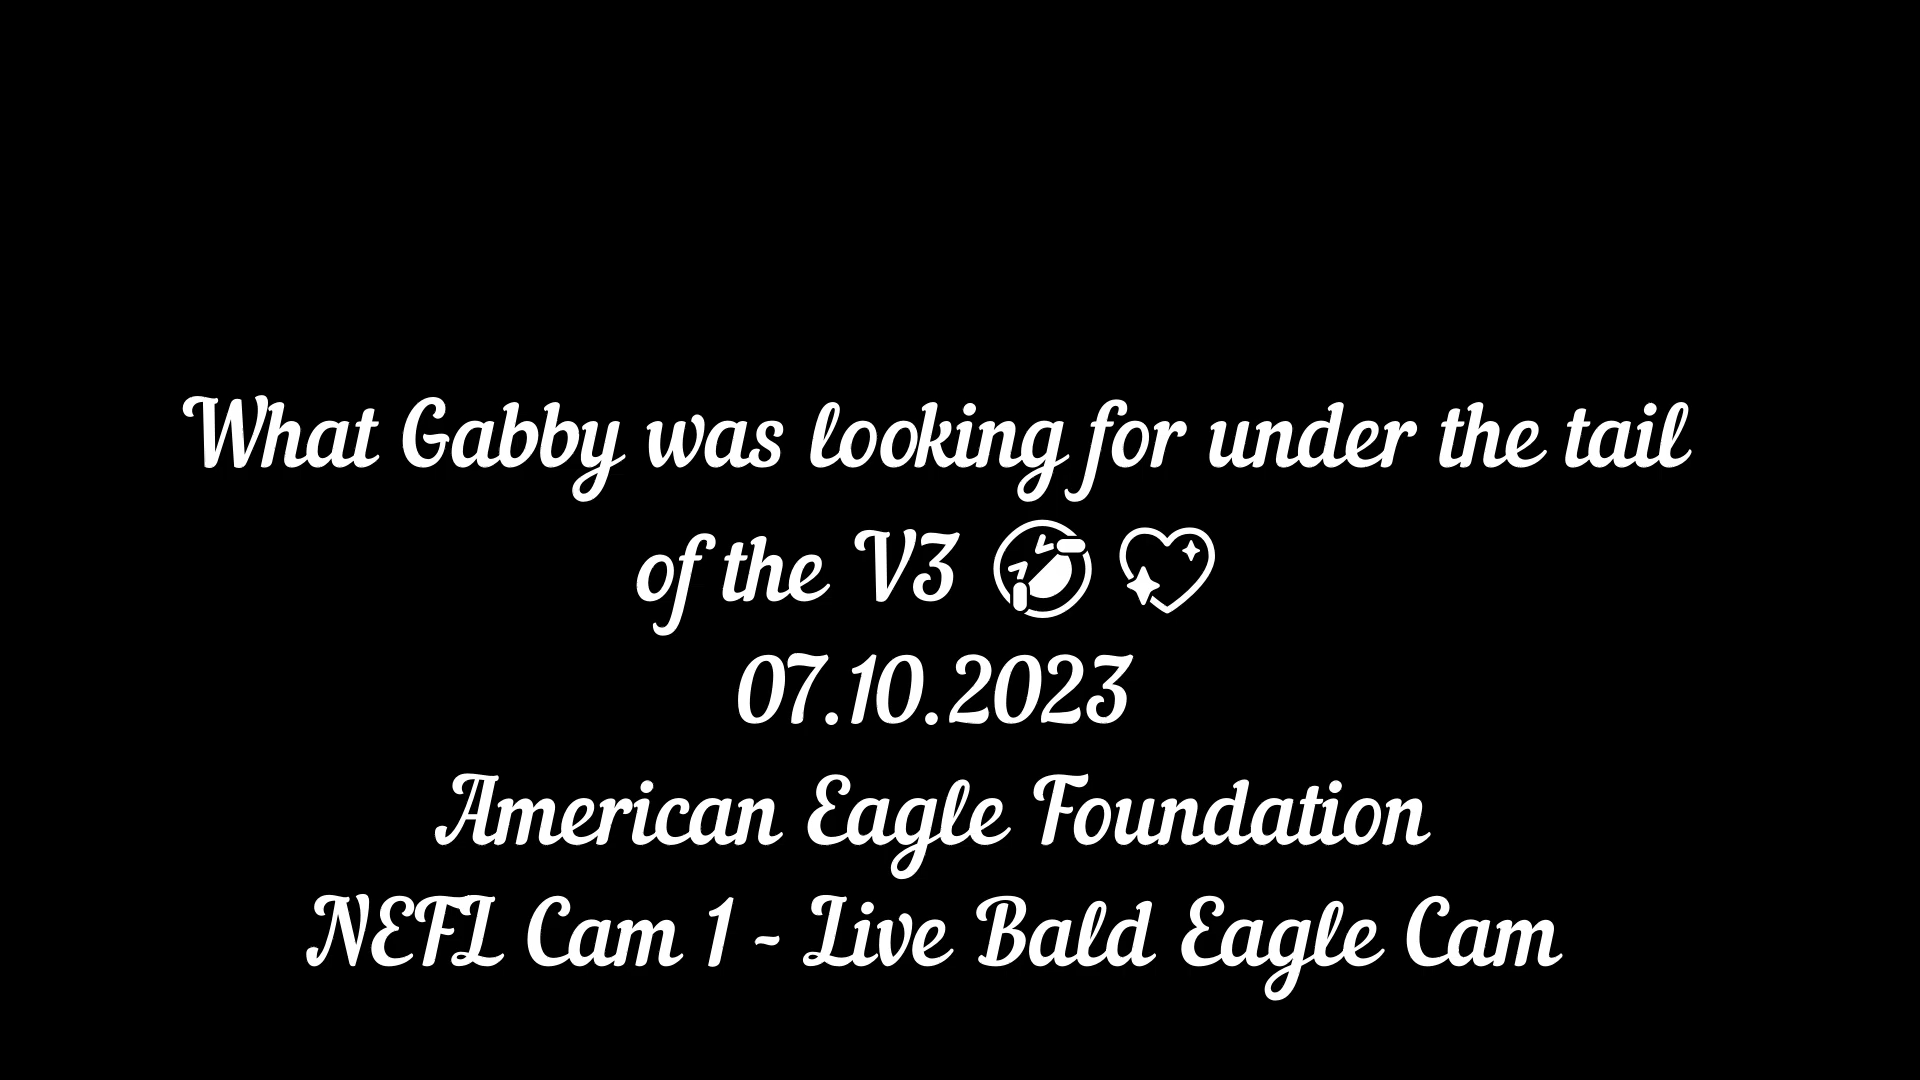 What Gabby was looking for under the tail
of the V3 🤣 💖
07.10.2023
American Eagle Foundation
NEFL Cam 1 - Live Bald Eagle Cam